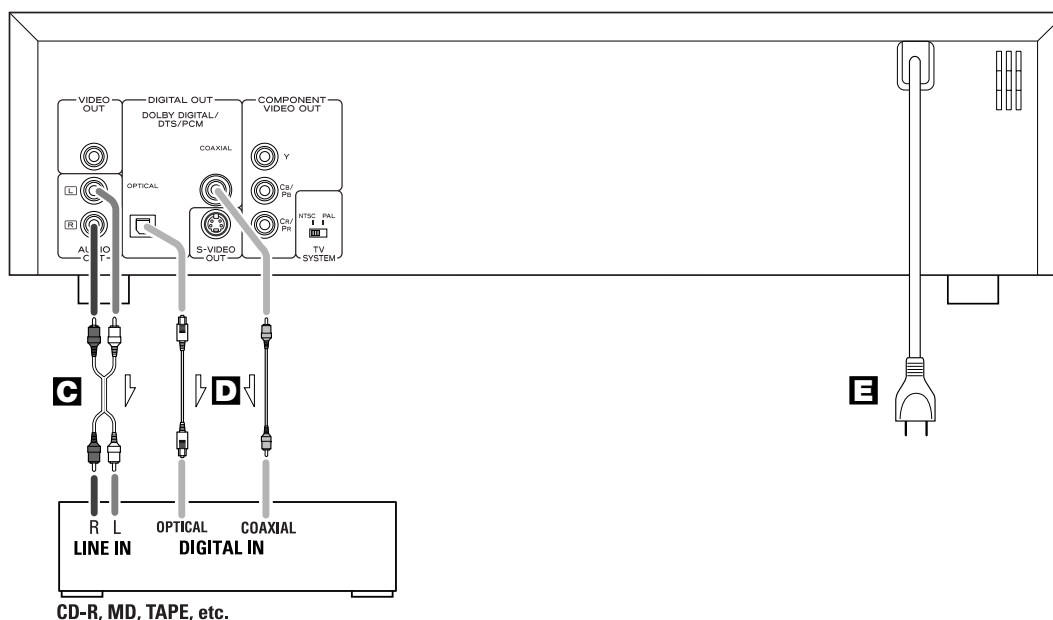 VIDEO
OUT
DIGITAL OUT
DOLBY DIGITAL/
DTS/PCM
COMPONENT
VIDEO OUT
COAXIAL
Y
L
OPTICAL
CB/
PB
R
CR/
PR
NTSC PAL
AUDIO
OUT
S-VIDEO
OUT
TV
SYSTEM
C
D
E
R L
LINE IN
OPTICAL
COAXIAL
DIGITAL IN
CD-R, MD, TAPE, etc.